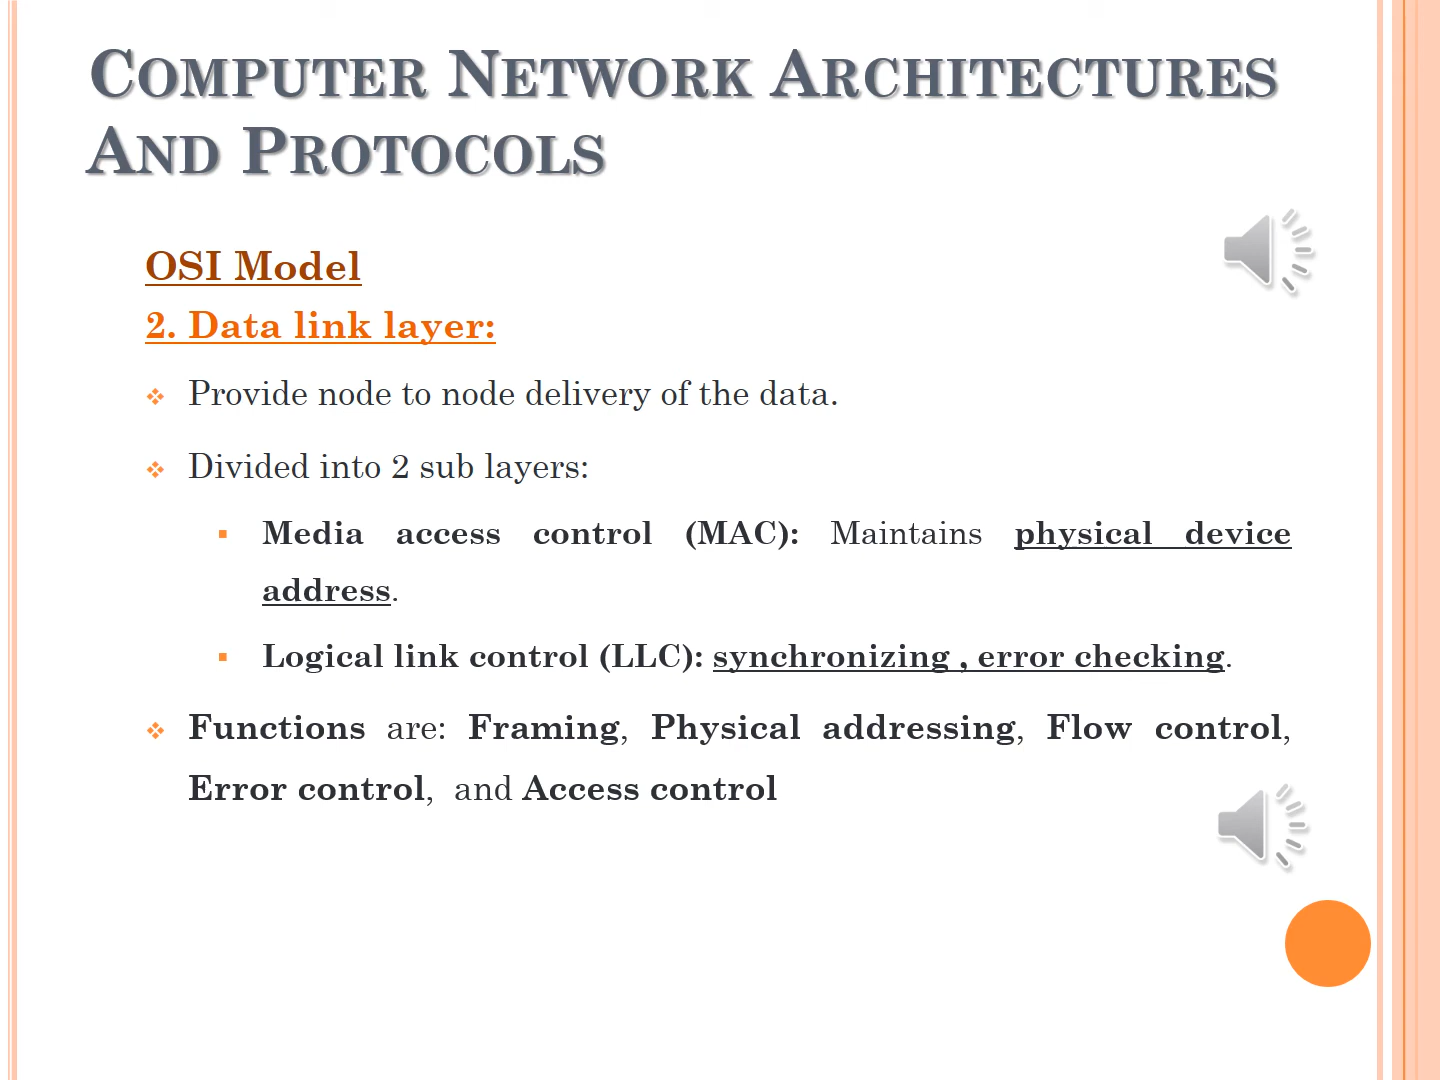 Computer Network Architectures
And Protocols
OSI Model
2. Data link layer:
❖ Provide node to node delivery of the data.
❖ Divided into 2 sub layers:
▪ Media access control (MAC): Maintains physical device
address.
▪ Logical link control (LLC): synchronizing , error checking.
❖ Functions are: Framing, Physical addressing, Flow control,
Error control, and Access control